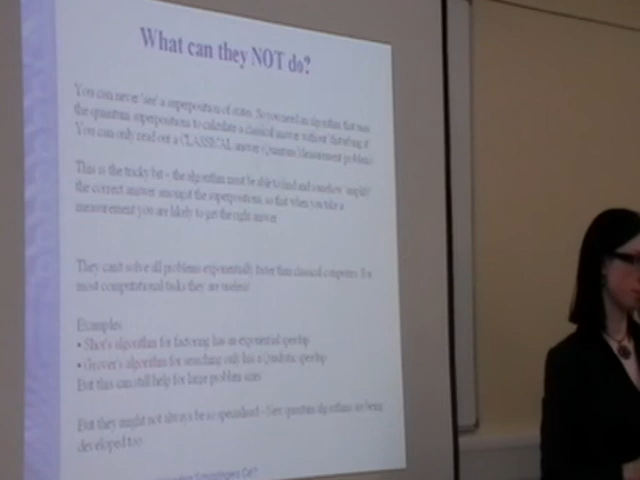 What can they NOT do?
You can never 'see' a superposition of states. So you need an algorithm that uses
the quantum superpositions to calculate a classical answer without 'disturbing it'
You can only read out a CLASSICAL answer (Quantum Measurement problem)
This is the tricky bit – the algorithm must be able to find and somehow 'amplify'
the correct answer amongst the superpositions, so that when you take a
measurement you are likely to get the right answer
They can't solve all problems exponentially faster than classical computers. For
most computational tasks they are useless!
Examples:
• Shor's algorithm for factoring has an exponential speedup
• Grover's algorithm for searching only has a Quadratic speedup
But this can still help for large problem sizes
But they might not always be so specialised – New quantum algorithms are being
developed too